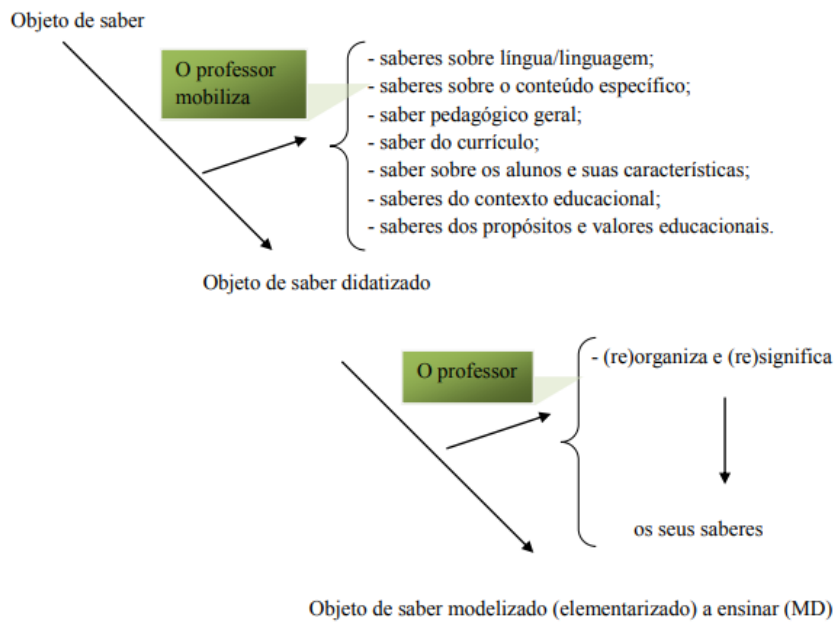 Objeto de saber
O professor
mobiliza
- saberes sobre língua/linguagem;
- saberes sobre o conteúdo específico;
- saber pedagógico geral;
- saber do currículo;
- saber sobre os alunos e suas características;
- saberes do contexto educacional;
- saberes dos propósitos e valores educacionais.
Objeto de saber didatizado
O professor
- (re)organiza e (re)significa
os seus saberes
Objeto de saber modelizado (elementarizado) a ensinar (MD)